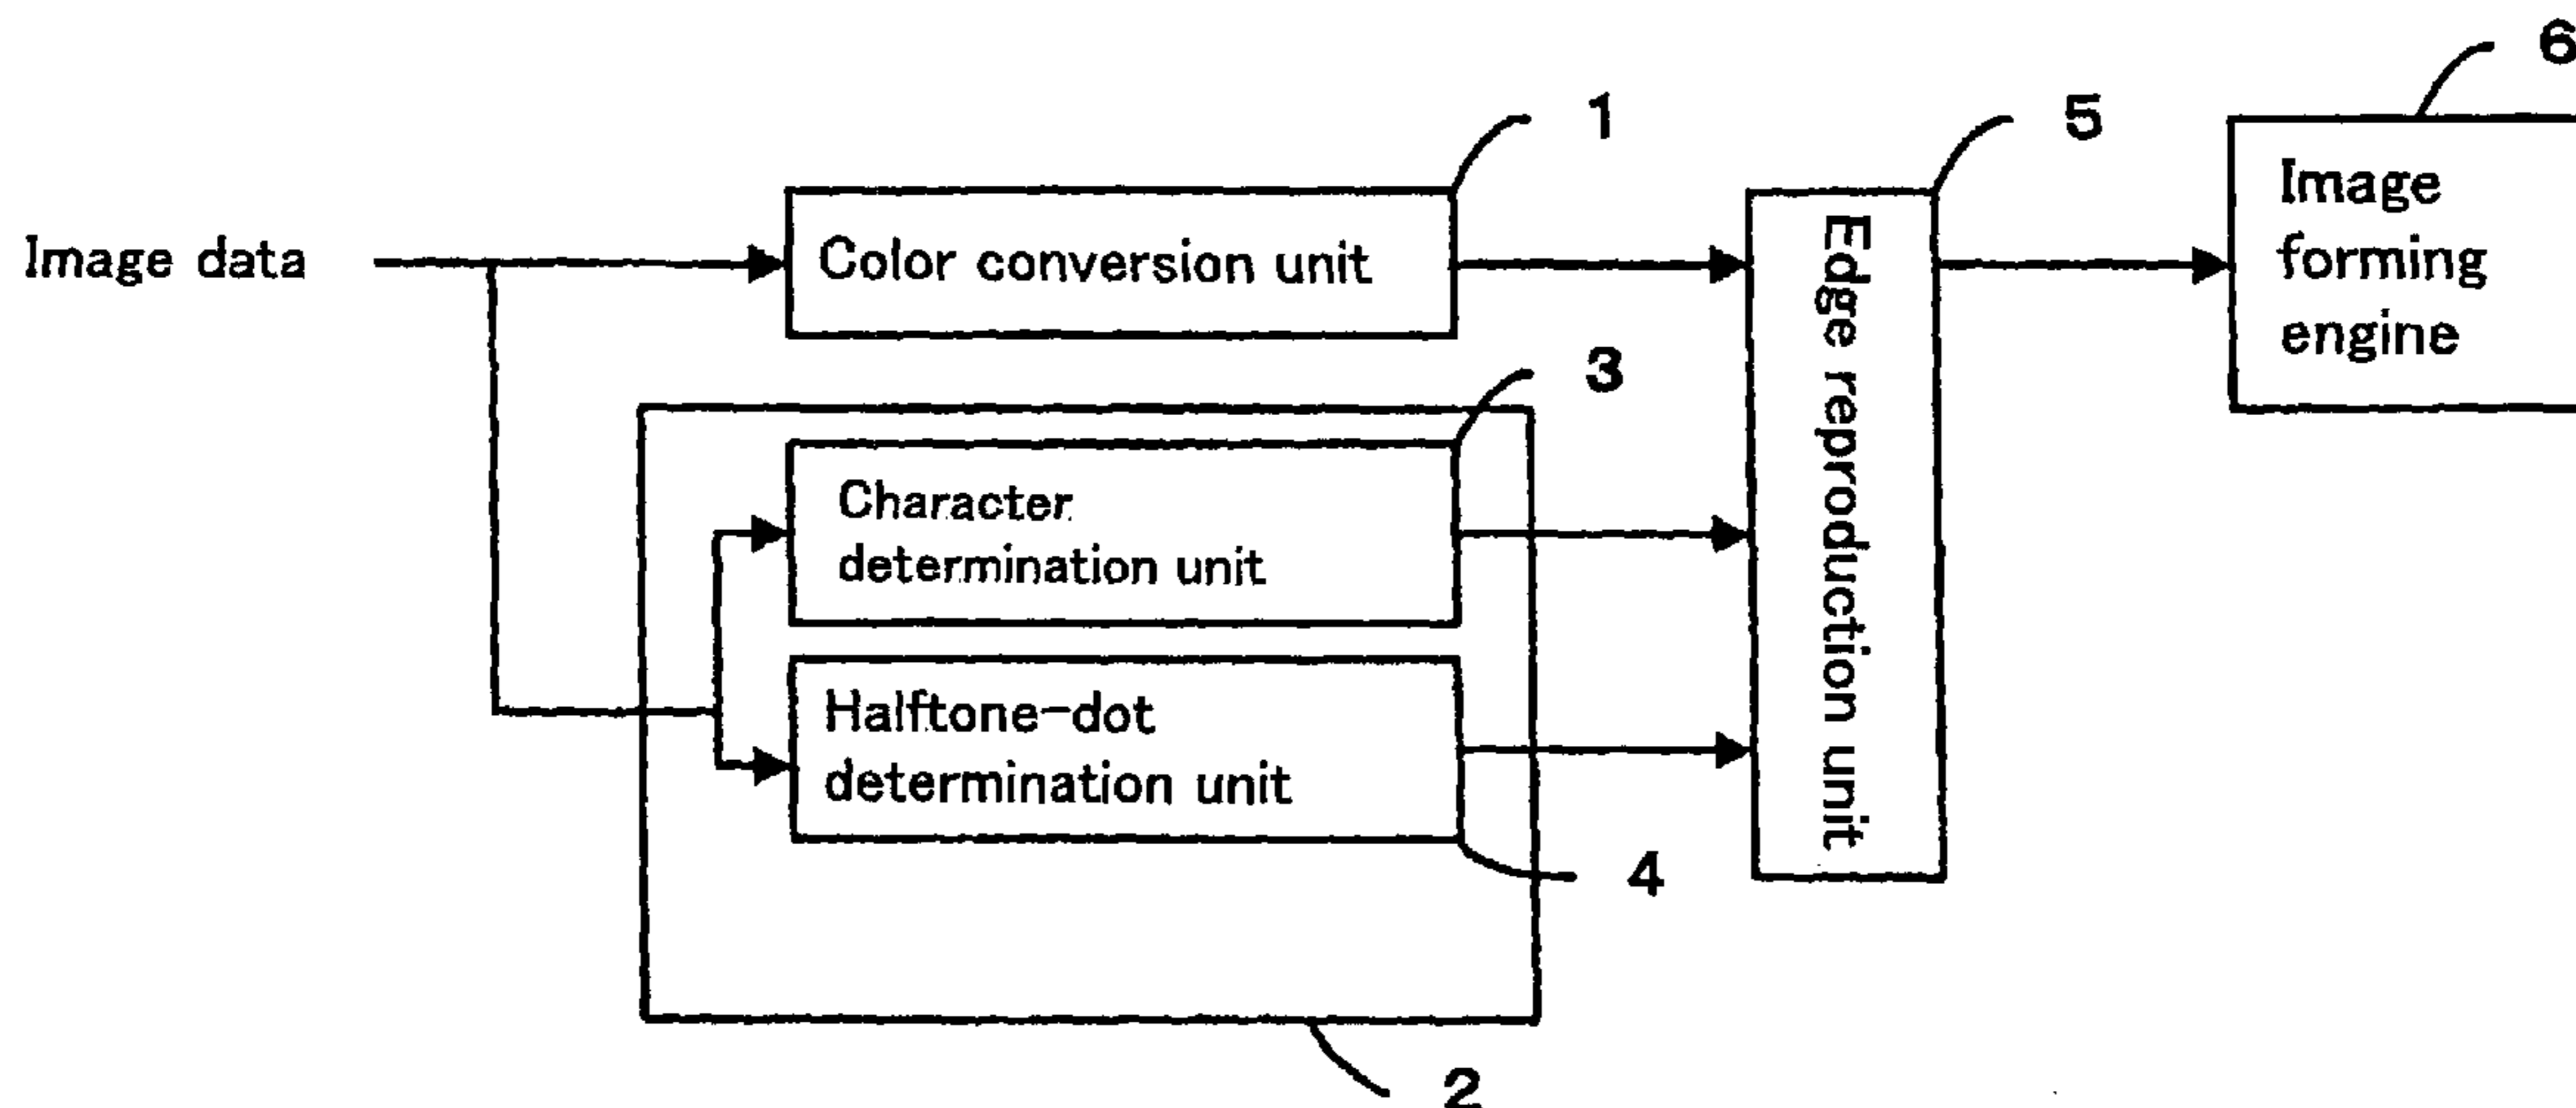 6
1
5
Image data
Color conversion unit
Edge reproduction unit
Image
forming
engine
3
Character
determination unit
Halftone-dot
determination unit
4
2